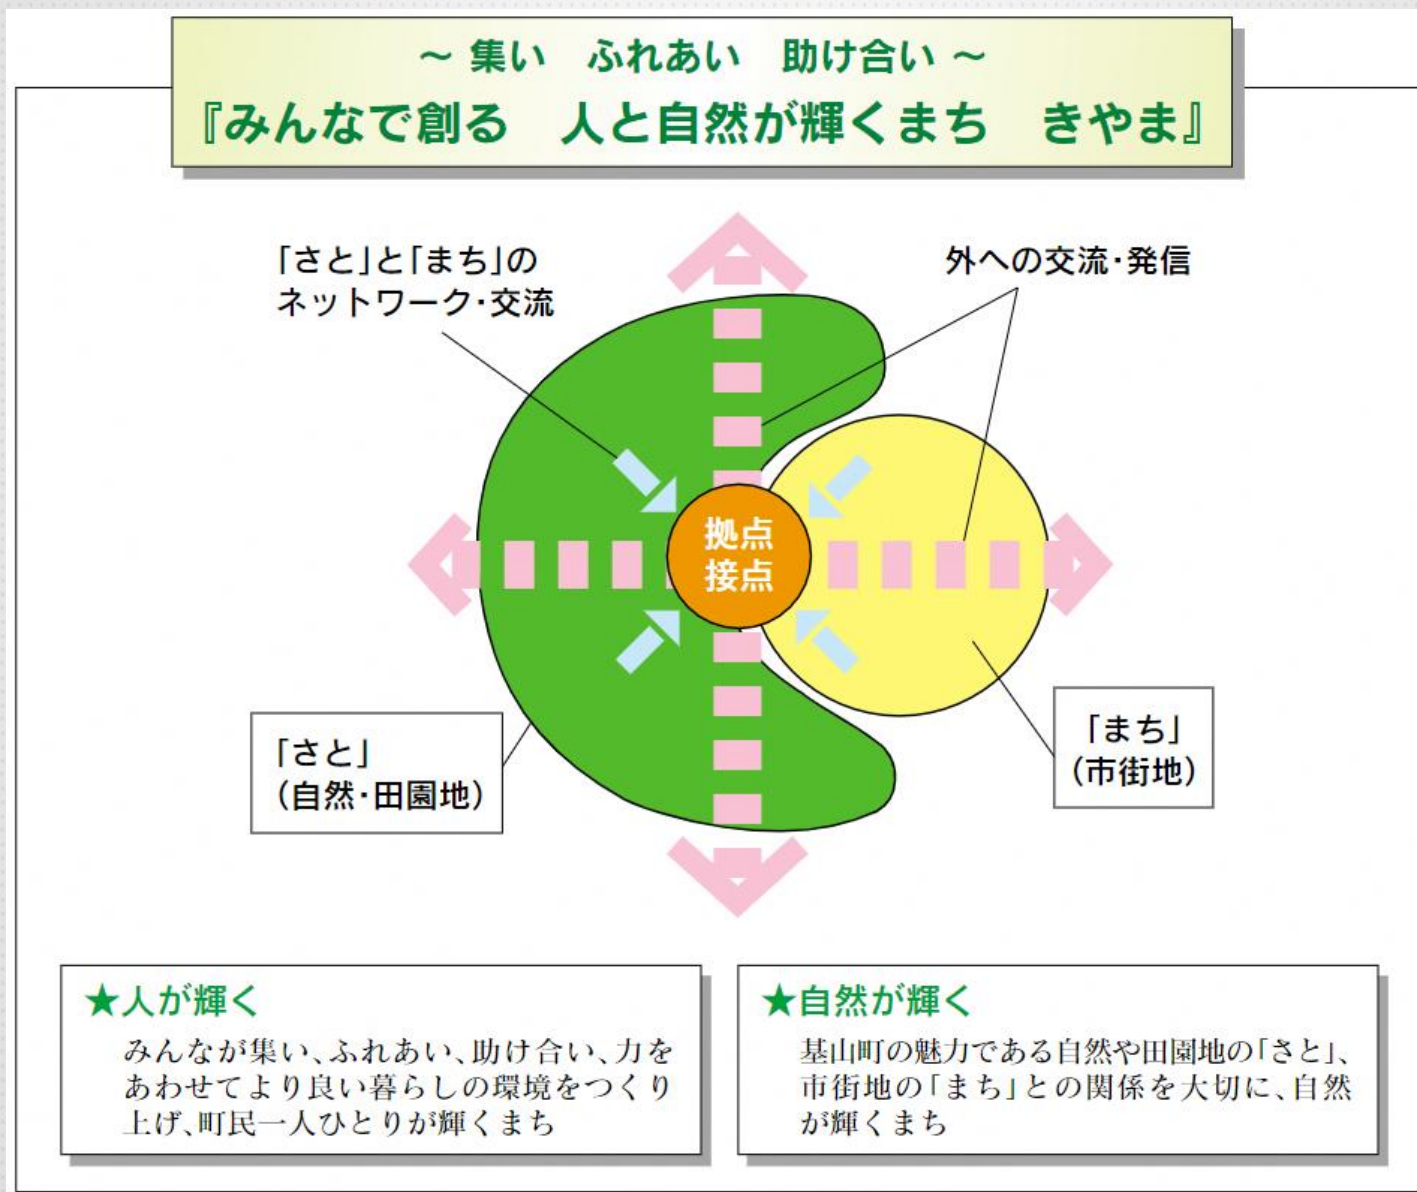 ～ 集い　ふれあい　助け合い ～
『みんなで創る　人と自然が輝くまち　きやま』
「さと」と「まち」の
ネットワーク・交流
外への交流・発信
拠点
接点
「さと」
（自然・田園地）
「まち」
（市街地）
★人が輝く
みんなが集い、ふれあい、助け合い、力を
あわせてより良い暮らしの環境をつくり
上げ、町民一人ひとりが輝くまち
★自然が輝く
基山町の魅力である自然や田園地の「さと」、
市街地の「まち」との関係を大切に、自然
が輝くまち